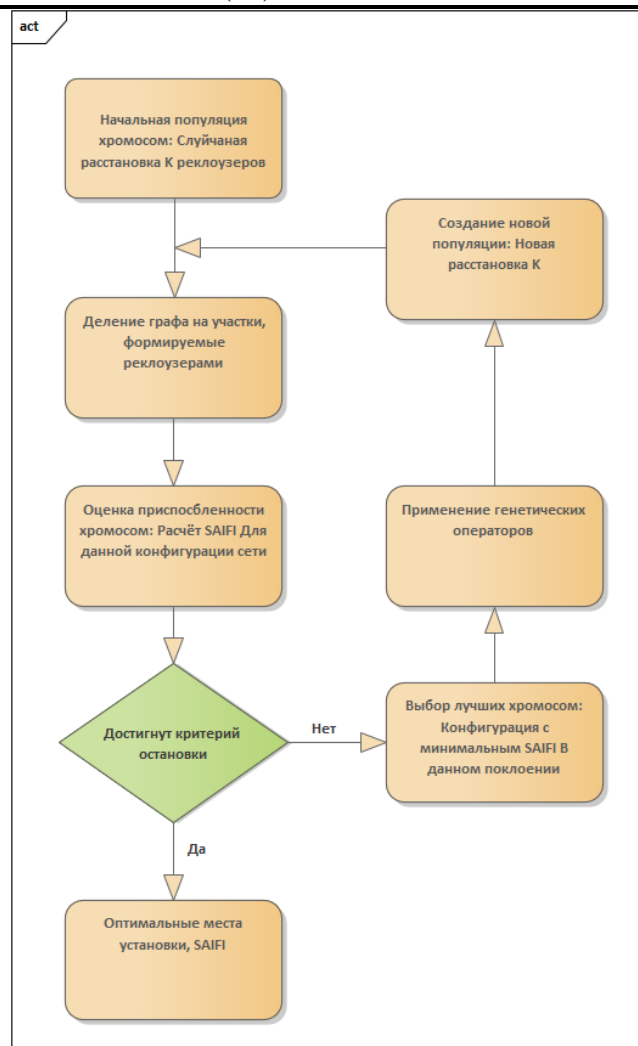 act
Начальная популяция
хромосом: Слуйчаная
расстановка К реклоузеров
Создание новой
популяции: Новая
расстановка К
Деление графа на участки,
формируемые
реклоузерами
Оценка приспосбленности
хромосом: Расчёт SAIFI Для
данной конфигурации сети
Применение генетических
операторов
Достигнут критерий
остановки
Нет
Выбор лучших хромосом:
Конфигурация с
минимальным SAIFI В
данном поклоении
Да
Оптимальные места
установки, SAIFI